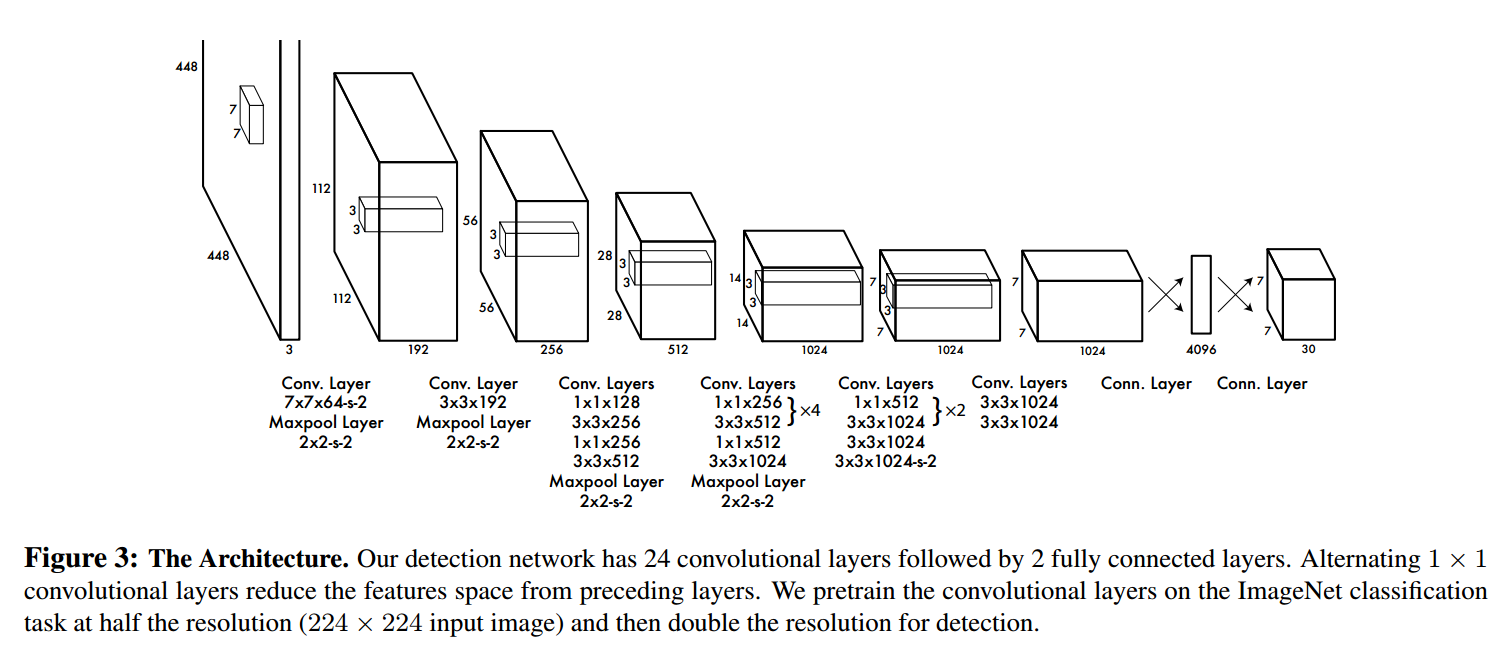 448
7
7
448
3
112
3
3
112
192
56
3
3
56
256
28
3
3
28
512
14
3
3
14
1024
7
3
3
7
1024
7
7
1024
4096
7
7
30
Conv. Layer
7x7x64-s-2
Maxpool Layer
2x2-s-2
Conv. Layer
3x3x192
Maxpool Layer
2x2-s-2
Conv. Layers
1x1x128
3x3x256
1x1x256
3x3x512
Maxpool Layer
2x2-s-2
Conv. Layers
1x1x256
3x3x512
}×4
1x1x512
3x3x1024
Maxpool Layer
2x2-s-2
Conv. Layers
1x1x512
3x3x1024
}×2
3x3x1024
3x3x1024-s-2
Conv. Layers
3x3x1024
3x3x1024
Conn. Layer
Conn. Layer
Figure 3: The Architecture. Our detection network has 24 convolutional layers followed by 2 fully connected layers. Alternating 1 × 1
convolutional layers reduce the features space from preceding layers. We pretrain the convolutional layers on the ImageNet classification
task at half the resolution (224 × 224 input image) and then double the resolution for detection.